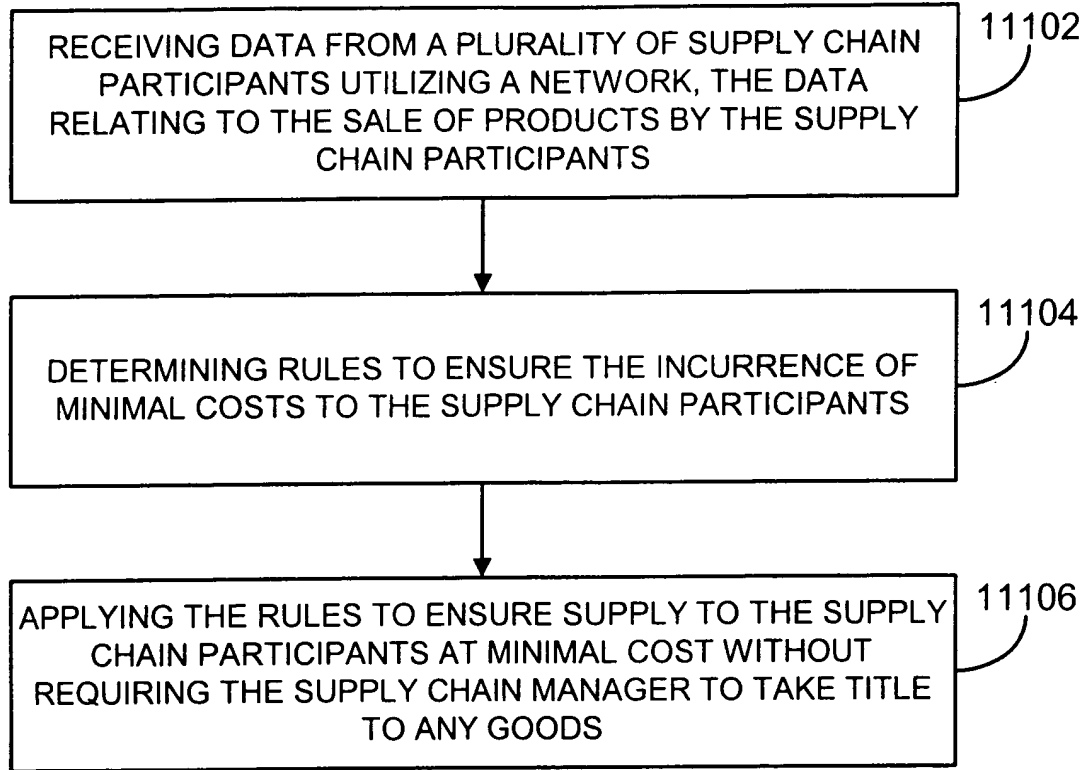 RECEIVING DATA FROM A PLURALITY OF SUPPLY CHAIN
PARTICIPANTS UTILIZING A NETWORK, THE DATA
RELATING TO THE SALE OF PRODUCTS BY THE SUPPLY
CHAIN PARTICIPANTS
11102
DETERMINING RULES TO ENSURE THE INCURRENCE OF
MINIMAL COSTS TO THE SUPPLY CHAIN PARTICIPANTS
11104
APPLYING THE RULES TO ENSURE SUPPLY TO THE SUPPLY
CHAIN PARTICIPANTS AT MINIMAL COST WITHOUT
REQUIRING THE SUPPLY CHAIN MANAGER TO TAKE TITLE
TO ANY GOODS
11106